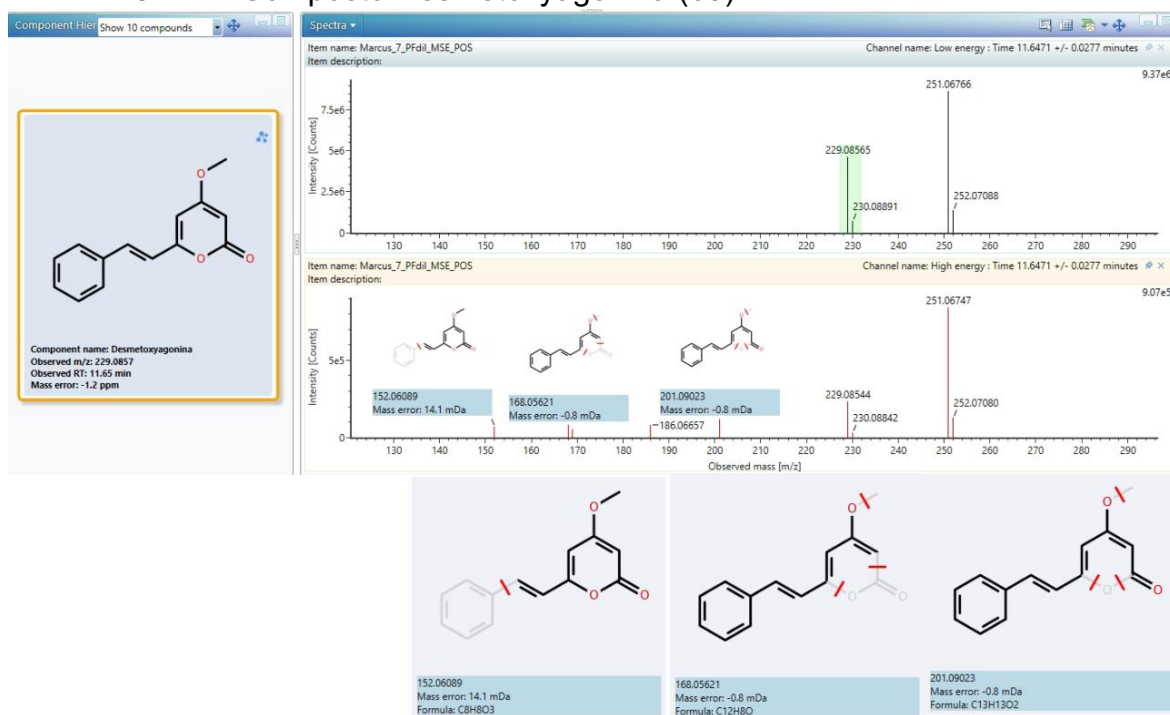 Component Hier
Show 10 compounds
Component name: Desmetoxyagonina
Observed m/z: 229.0857
Observed RT: 11.65 min
Mass error: -1.2 ppm
Spectra
Item name: Marcus_7_PFdil_MSE_POS
Channel name: Low energy : Time 11.6471 +/- 0.0277 minutes
Item description:
9.37e6
Intensity [Counts]
7.5e6
5e6
2.5e6
0
251.06766
229.08565
230.08891
252.07088
130 140 150 160 170 180 190 200 210 220 230 240 250 260 270 280 290
Item name: Marcus_7_PFdil_MSE_POS
Channel name: High energy : Time 11.6471 +/- 0.0277 minutes
Item description:
9.07e5
Intensity [Counts]
5e5
0
251.06747
152.06089
Mass error: 14.1 mDa
168.05621
Mass error: -0.8 mDa
201.09023
Mass error: -0.8 mDa
186.06657
229.08544
230.08842
252.07080
130 140 150 160 170 180 190 200 210 220 230 240 250 260 270 280 290
Observed mass [m/z]
O
O
O
152.06089
Mass error: 14.1 mDa
Formula: C8H8O3
168.05621
Mass error: -0.8 mDa
Formula: C12H8O
201.09023
Mass error: -0.8 mDa
Formula: C13H13O2